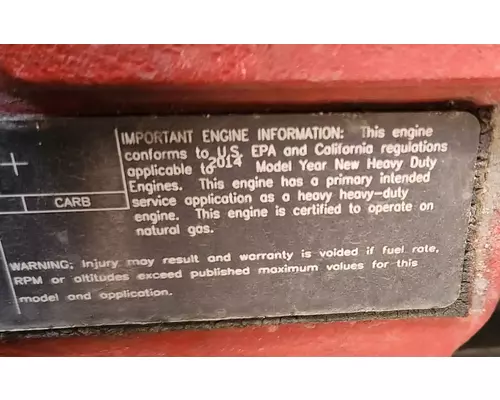 IMPORTANT ENGINE INFORMATION: This engine
conforms to U.S. EPA and California regulations
applicable to 2014 Model Year New Heavy Duty
Engines. This engine has a primary intended
service application as a heavy heavy-duty
engine. This engine is certified to operate on
natural gas.
CARB
WARNING; Injury may result and warranty is voided if fuel rate,
RPM or altitudes exceed published maximum values for this
model and application.